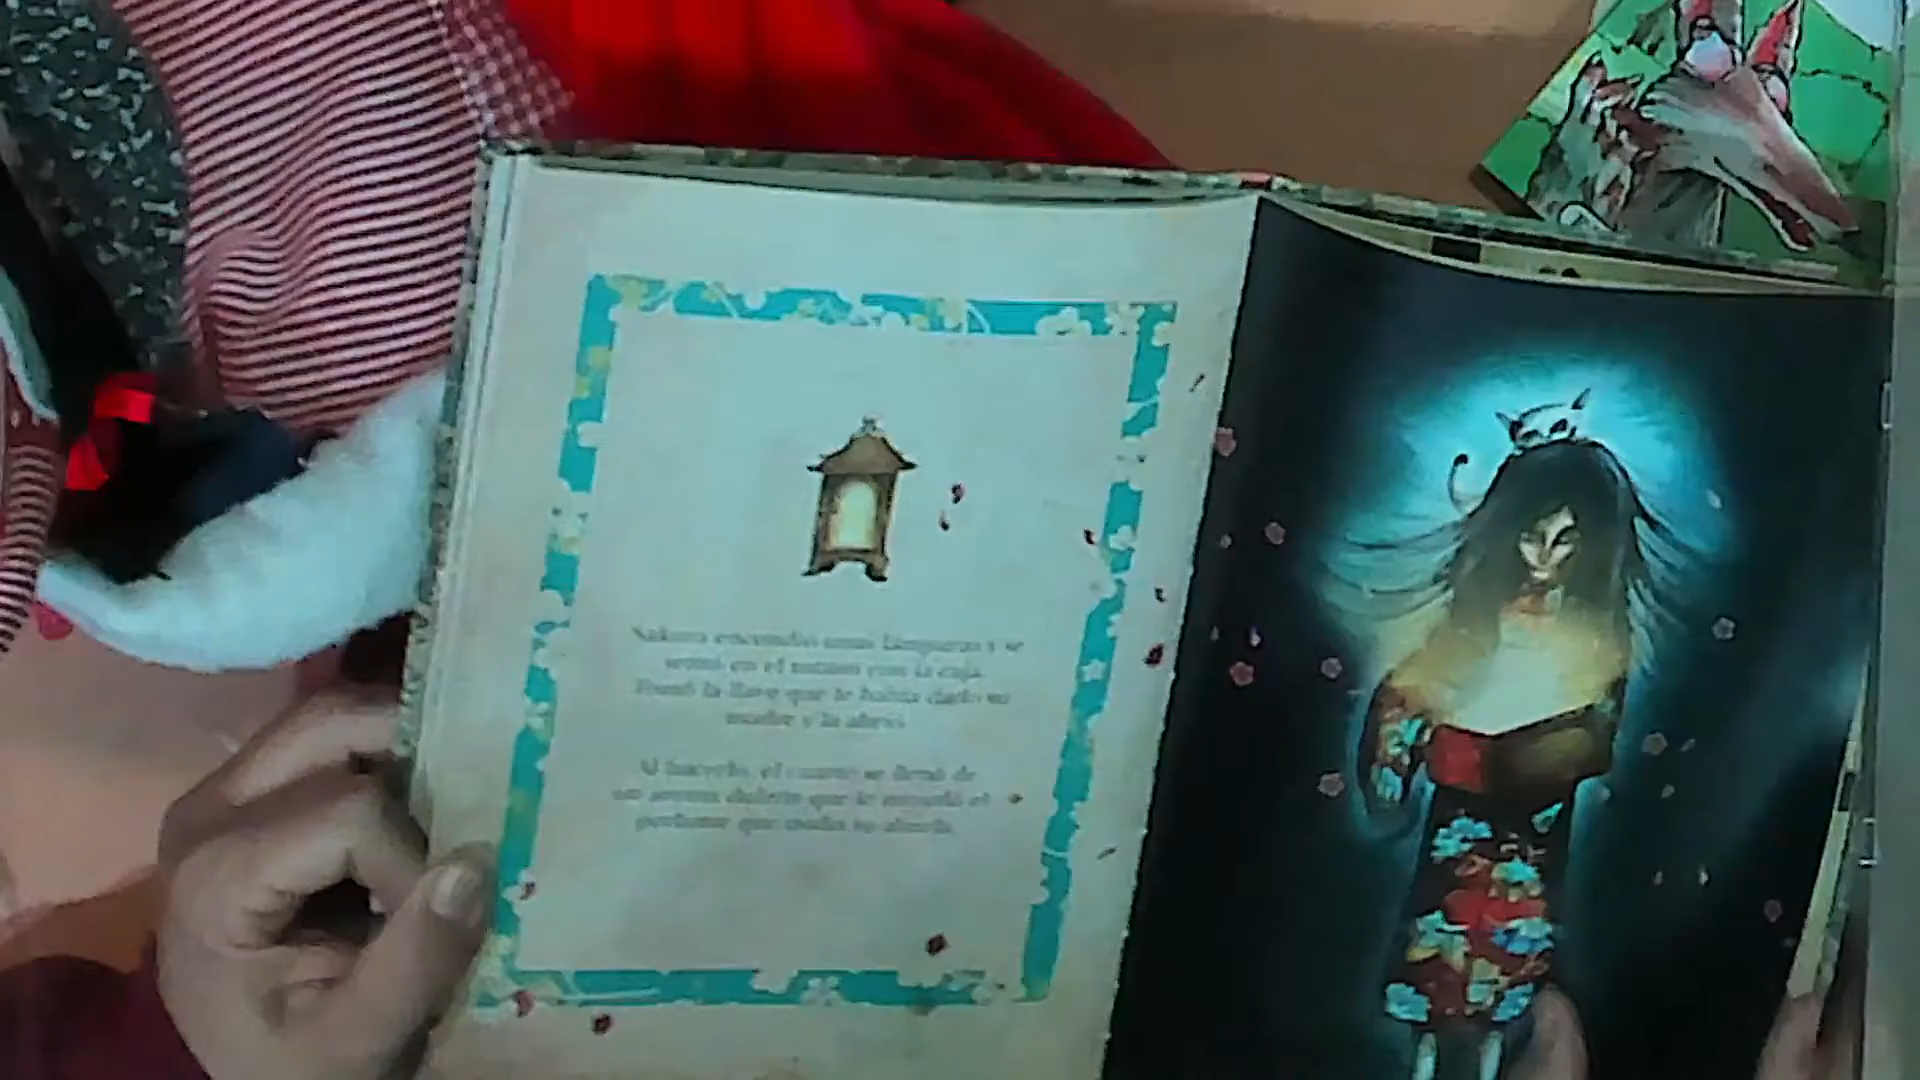 Sakura encendió unas lámparas y se
sentó en el tatami con la caja.
Tomó la llave que le había dado su
madre y la abrió.
Al hacerlo, el cuarto se llenó de
un aroma dulzón que le recordó el
perfume que usaba su abuela.